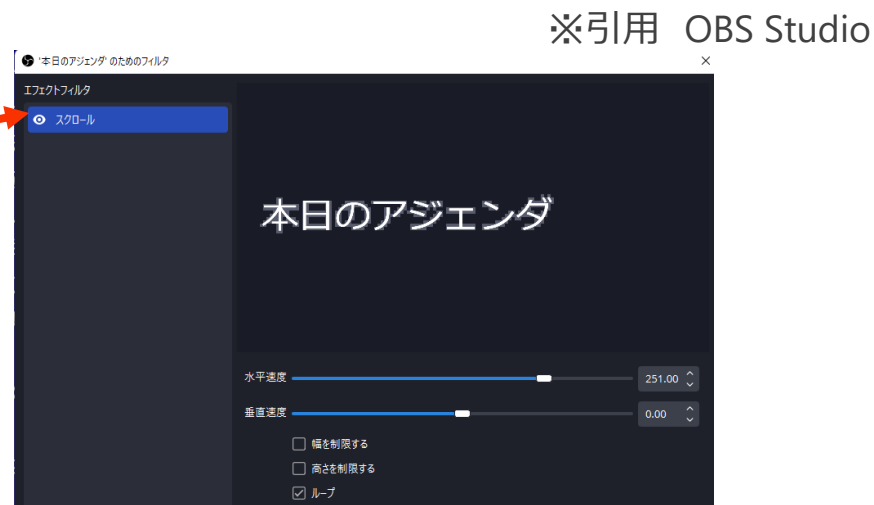 ※引用 OBS Studio
'本日のアジェンダ' のためのフィルタ
エフェクトフィルタ
スクロール
本日のアジェンダ
水平速度 251.00
垂直速度 0.00
幅を制限する
高さを制限する
ループ